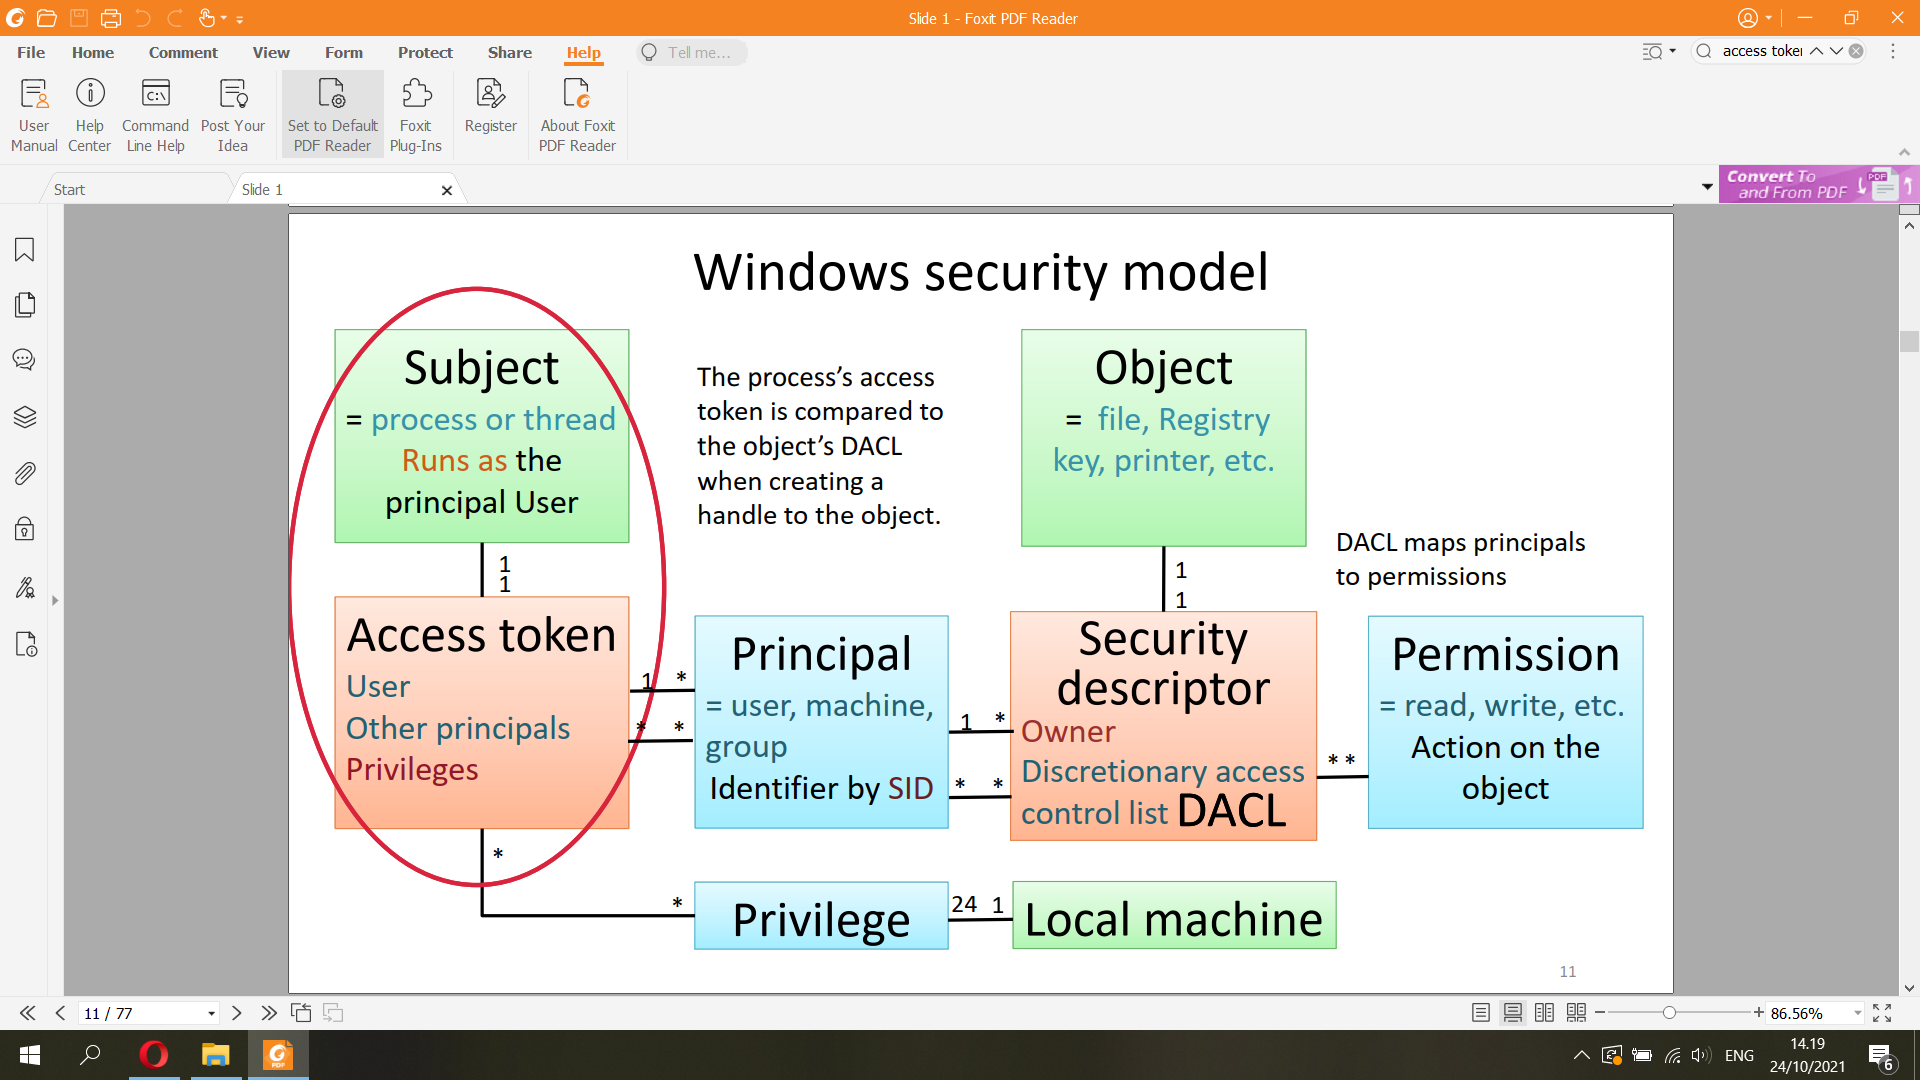 Slide 1 - Foxit PDF Reader
File Home Comment View Form Protect Share Help Tell me...
access token
User Manual
Help Center
Command Line Help
Post Your Idea
Set to Default PDF Reader
Foxit Plug-Ins
Register
About Foxit PDF Reader
Start
Slide 1
Convert To
and From PDF
PDF
Windows security model
Subject
= process or thread
Runs as the
principal User
1
1
Access token
User
Other principals
Privileges
The process’s access
token is compared to
the object’s DACL
when creating a
handle to the object.
Object
= file, Registry
key, printer, etc.
1
1
DACL maps principals
to permissions
1 *
* *
Principal
= user, machine,
group
Identifier by SID
1 *
* *
Security
descriptor
Owner
Discretionary access
control list DACL
* *
Permission
= read, write, etc.
Action on the
object
*
*
Privilege
24 1
Local machine
11
11 / 77
86.56%
PDF
ENG
14.19
24/10/2021
6